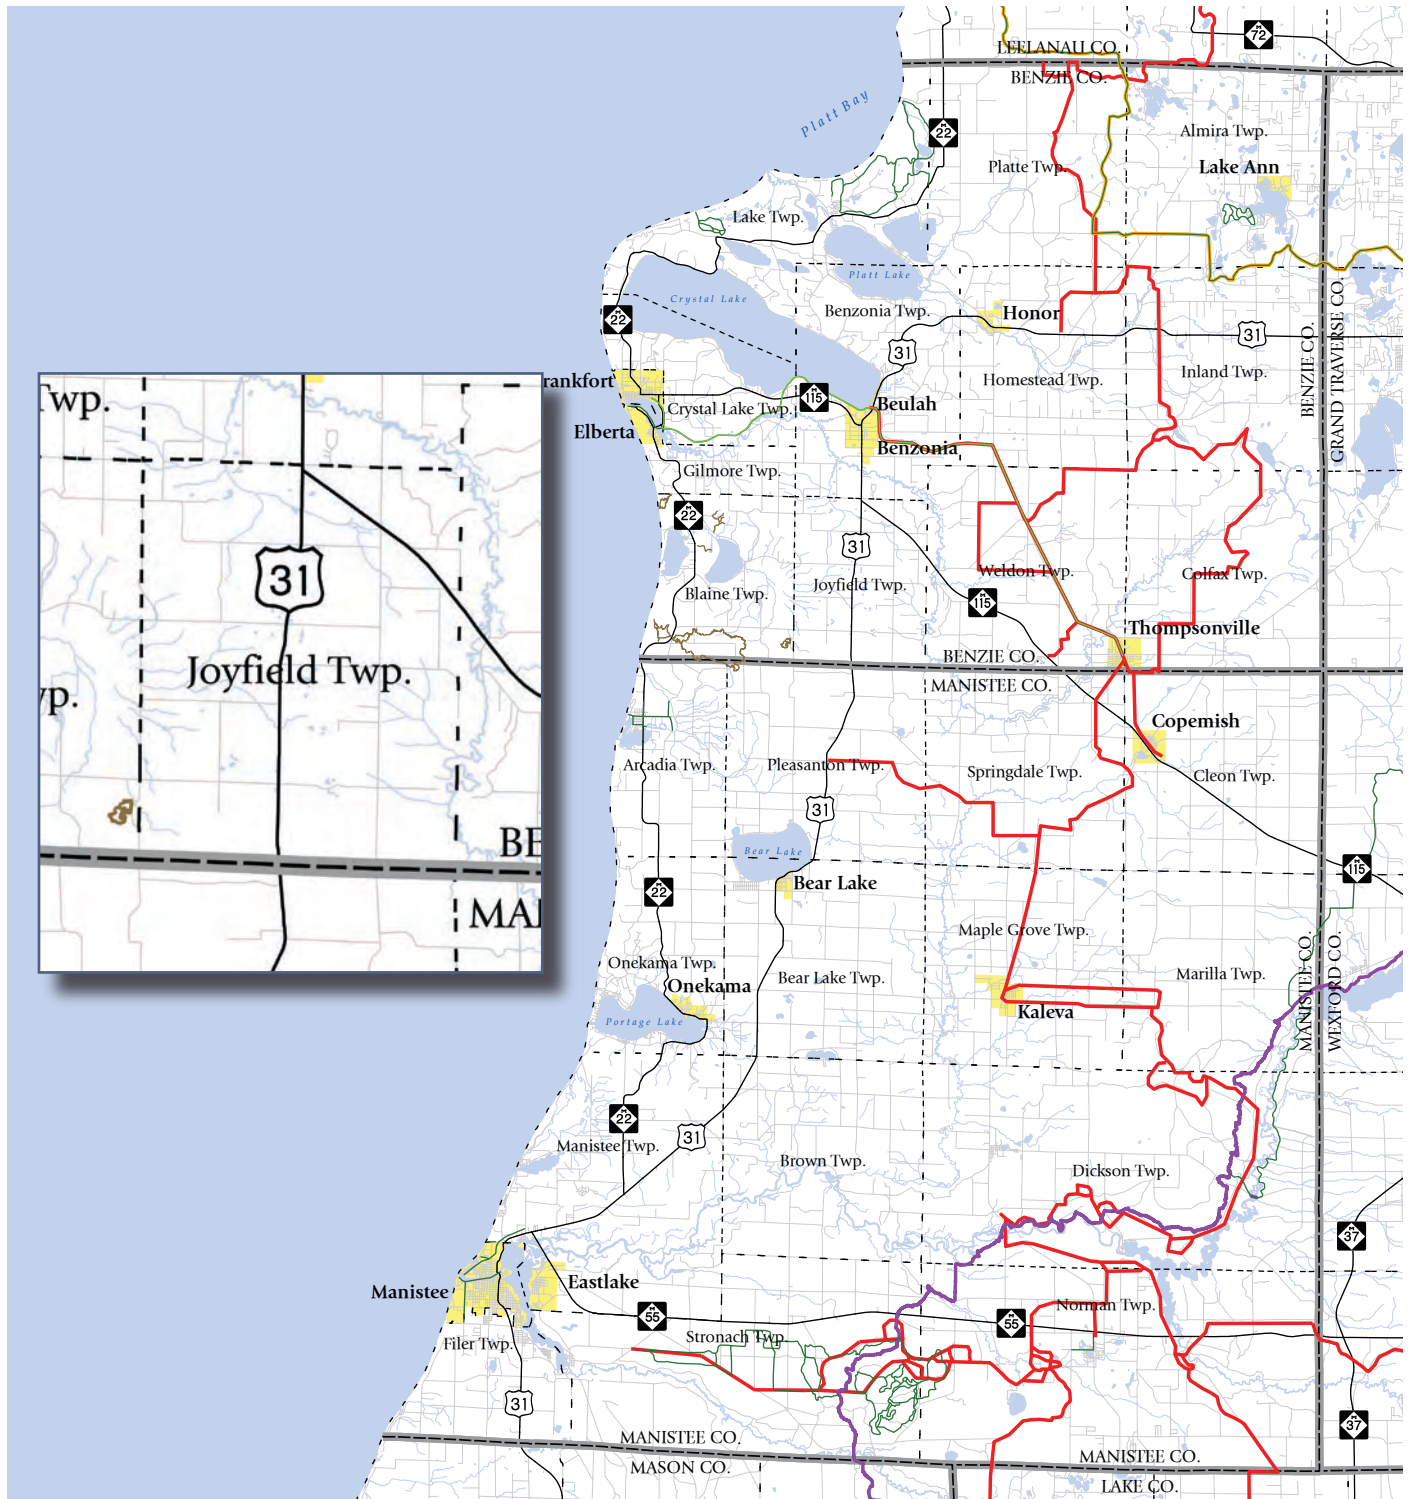 LEELANAU CO.
M
72
BENZIE CO.
Platt Bay
M
22
Almira Twp.
Platte Twp.
Lake Ann
Lake Twp.
Platt Lake
Crystal Lake
Benzonia Twp.
Honor
M
22
31
31
BENZIE CO.
GRAND TRAVERSE CO.
Inland Twp.
Homestead Twp.
rankfort
M
115
Crystal Lake Twp.
Beulah
Elberta
Benzonia
Gilmore Twp.
M
22
31
Weldon Twp.
Colfax Twp.
Joyfield Twp.
Blaine Twp.
M
115
Thompsonville
BENZIE CO.
MANISTEE CO.
Copemish
Arcadia Twp.
Pleasanton Twp.
Springdale Twp.
Cleon Twp.
31
Bear Lake
M
115
Bear Lake
M
22
Maple Grove Twp.
MANISTEE CO.
WEXFORD CO.
Onekama Twp.
Bear Lake Twp.
Marilla Twp.
Onekama
Portage Lake
Kaleva
M
22
31
Manistee Twp.
Brown Twp.
Dickson Twp.
M
37
Manistee
Eastlake
M
55
M
55
Norman Twp.
Stronach Twp.
Filer Twp.
31
M
37
MANISTEE CO.
MASON CO.
MANISTEE CO.
LAKE CO.
Twp.
31
Joyfield Twp.
vp.
BE
MA